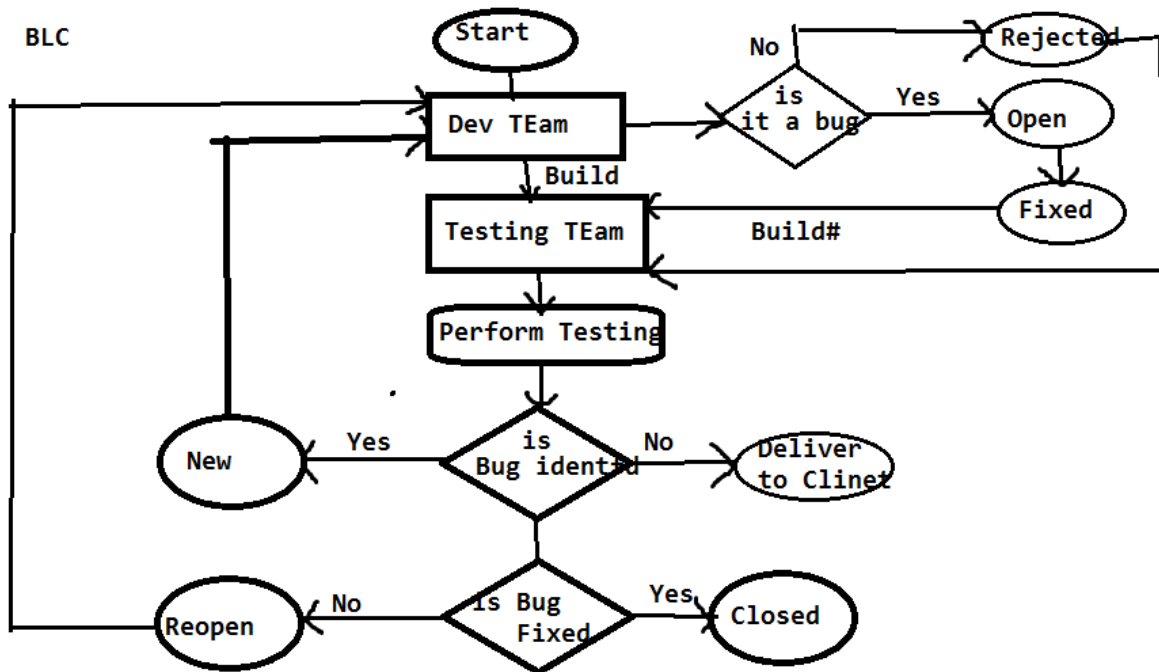 BLC
Start
No
Rejected
is
it a bug
Yes
Open
Dev TEam
Build
Fixed
Testing TEam
Build#
Perform Testing
Yes
is
Bug identfd
No
Deliver
to Clinet
New
No
is Bug
Fixed
Yes
Closed
Reopen